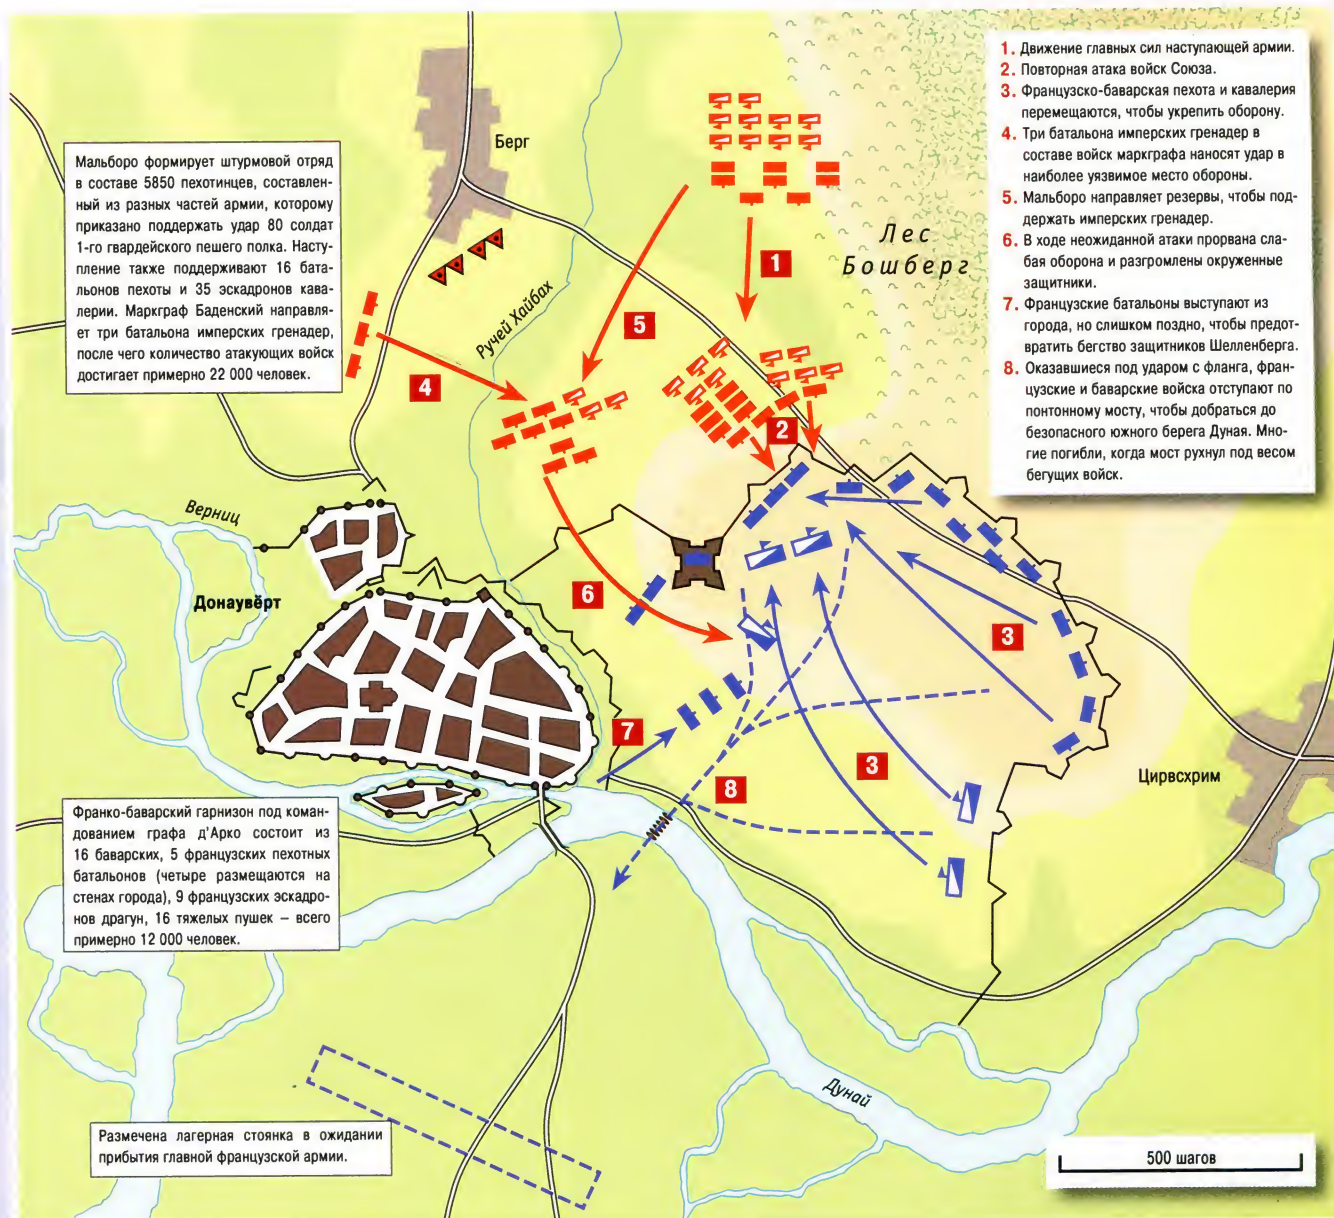 Берг
Мальборо формирует штурмовой отряд
в составе 5850 пехотинцев, составлен-
ный из разных частей армии, которому
приказано поддержать удар 80 солдат
1-го гвардейского пешего полка. Насту-
пление также поддерживают 16 бата-
льонов пехоты и 35 эскадронов кава-
лерии. Маркграф Баденский направля-
ет три батальона имперских гренадер,
после чего количество атакующих войск
достигает примерно 22 000 человек.
1. Движение главных сил наступающей армии.
2. Повторная атака войск Союза.
3. Французско-баварская пехота и кавалерия
перемещаются, чтобы укрепить оборону.
4. Три батальона имперских гренадер в
составе войск маркграфа наносят удар в
наиболее уязвимое место обороны.
5. Мальборо направляет резервы, чтобы под-
держать имперских гренадер.
6. В ходе неожиданной атаки прорвана сла-
бая оборона и разгромлены окруженные
защитники.
7. Французские батальоны выступают из
города, но слишком поздно, чтобы предот-
вратить бегство защитников Шелленберга.
8. Оказавшиеся под ударом с фланга, фран-
цузские и баварские войска отступают по
понтонному мосту, чтобы добраться до
безопасного южного берега Дуная. Мно-
гие погибли, когда мост рухнул под весом
бегущих войск.
Лес
Бошберг
1
5
Ручей Хайбах
4
2
Верниц
Донаувёрт
6
3
7
3
8
Цирвсхрим
Франко-баварский гарнизон под коман-
дованием графа д'Арко состоит из
16 баварских, 5 французских пехотных
батальонов (четыре размещаются на
стенах города), 9 французских эскадро-
нов драгун, 16 тяжелых пушек – всего
примерно 12 000 человек.
Дунай
Размечена лагерная стоянка в ожидании
прибытия главной французской армии.
500 шагов